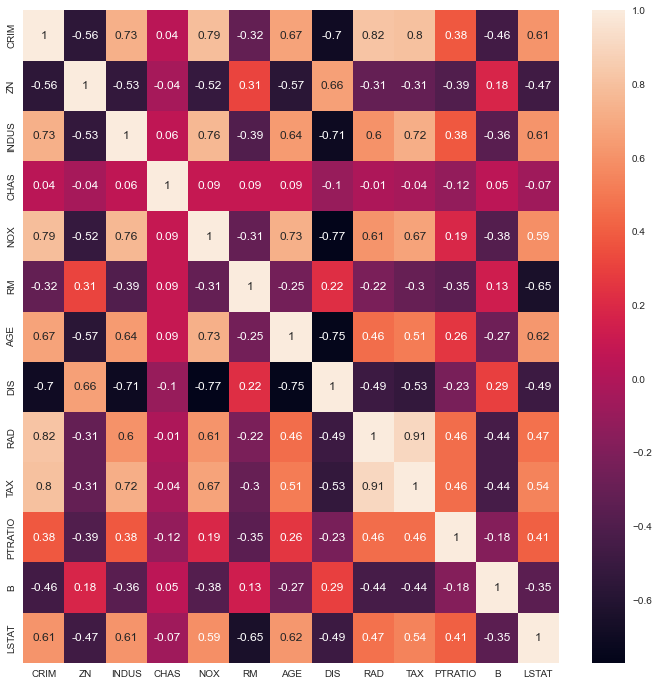 CRIM 1 -0.56 0.73 0.04 0.79 -0.32 0.67 -0.7 0.82 0.8 0.38 -0.46 0.61
ZN -0.56 1 -0.53 -0.04 -0.52 0.31 -0.57 0.66 -0.31 -0.31 -0.39 0.18 -0.47
INDUS 0.73 -0.53 1 0.06 0.76 -0.39 0.64 -0.71 0.6 0.72 0.38 -0.36 0.61
CHAS 0.04 -0.04 0.06 1 0.09 0.09 0.09 -0.1 -0.01 -0.04 -0.12 0.05 -0.07
NOX 0.79 -0.52 0.76 0.09 1 -0.31 0.73 -0.77 0.61 0.67 0.19 -0.38 0.59
RM -0.32 0.31 -0.39 0.09 -0.31 1 -0.25 0.22 -0.22 -0.3 -0.35 0.13 -0.65
AGE 0.67 -0.57 0.64 0.09 0.73 -0.25 1 -0.75 0.46 0.51 0.26 -0.27 0.62
DIS -0.7 0.66 -0.71 -0.1 -0.77 0.22 -0.75 1 -0.49 -0.53 -0.23 0.29 -0.49
RAD 0.82 -0.31 0.6 -0.01 0.61 -0.22 0.46 -0.49 1 0.91 0.46 -0.44 0.47
TAX 0.8 -0.31 0.72 -0.04 0.67 -0.3 0.51 -0.53 0.91 1 0.46 -0.44 0.54
PTRATIO 0.38 -0.39 0.38 -0.12 0.19 -0.35 0.26 -0.23 0.46 0.46 1 -0.18 0.41
B -0.46 0.18 -0.36 0.05 -0.38 0.13 -0.27 0.29 -0.44 -0.44 -0.18 1 -0.35
LSTAT 0.61 -0.47 0.61 -0.07 0.59 -0.65 0.62 -0.49 0.47 0.54 0.41 -0.35 1
CRIM ZN INDUS CHAS NOX RM AGE DIS RAD TAX PTRATIO B LSTAT
1.0
0.8
0.6
0.4
0.2
0.0
−0.2
−0.4
−0.6